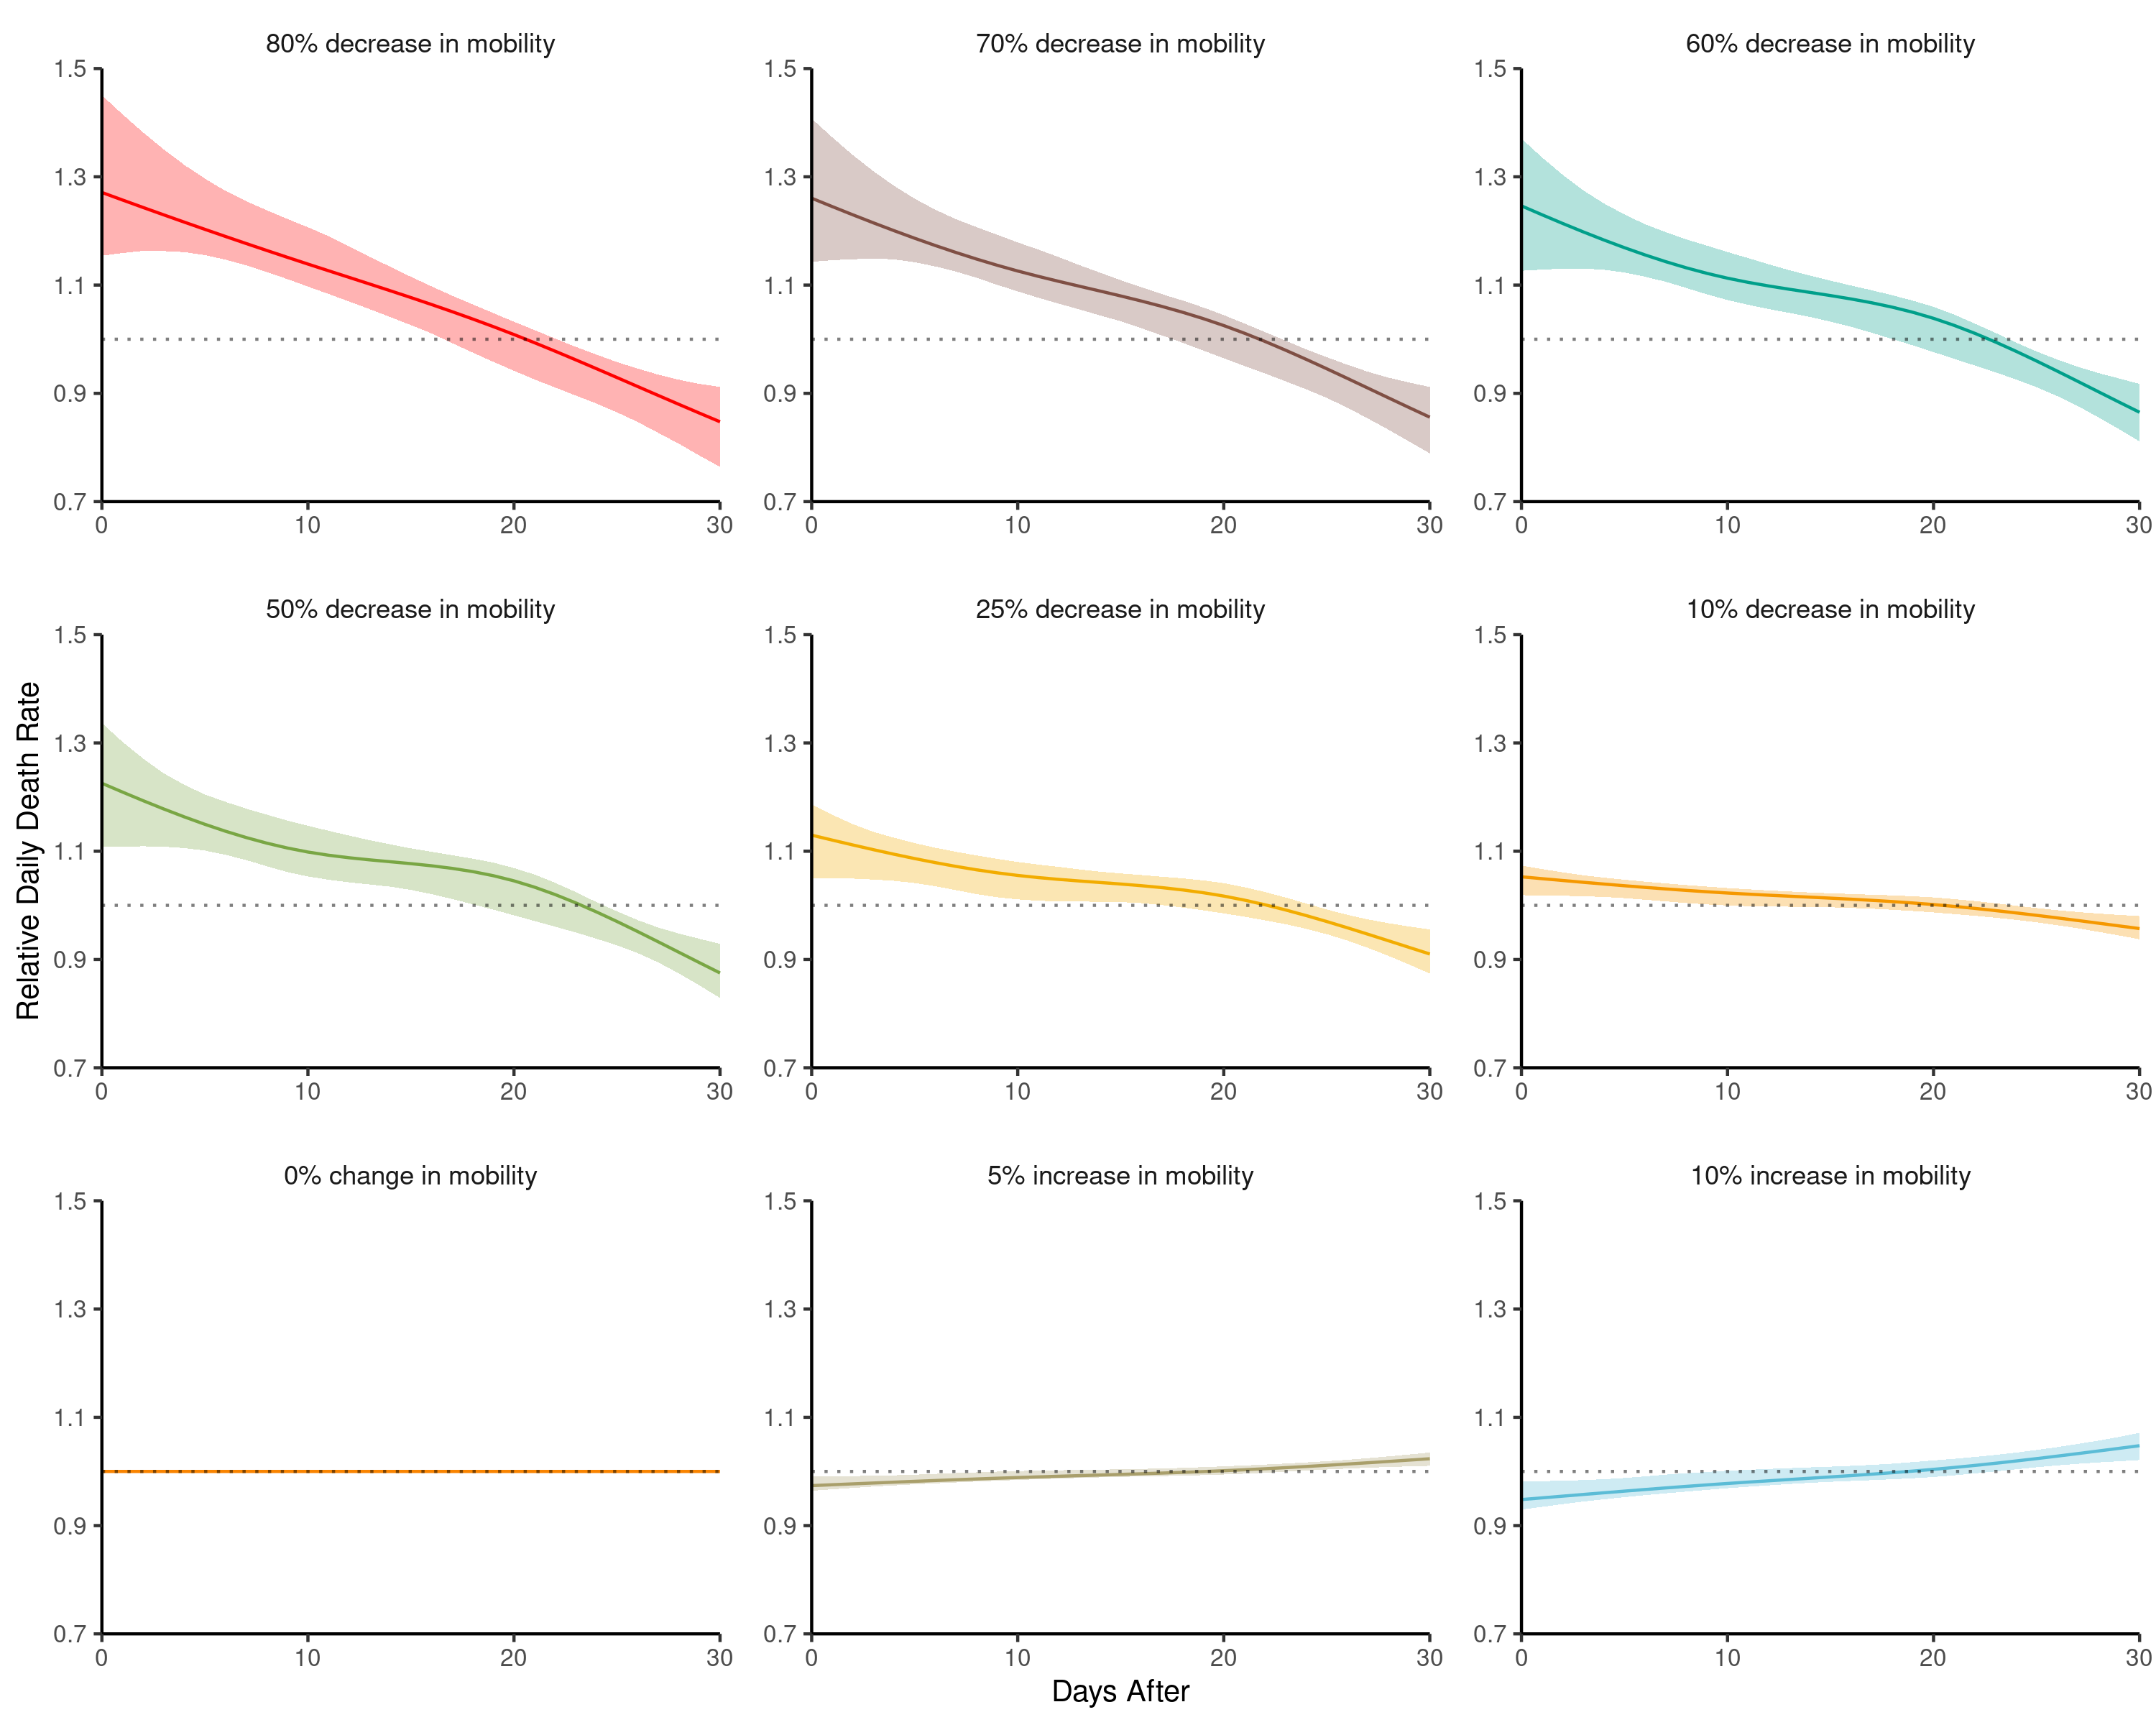 80% decrease in mobility
70% decrease in mobility
60% decrease in mobility
1.5
1.3
1.1
0.9
0.7
0 10 20 30
1.5
1.3
1.1
0.9
0.7
0 10 20 30
1.5
1.3
1.1
0.9
0.7
0 10 20 30
Relative Daily Death Rate
50% decrease in mobility
25% decrease in mobility
10% decrease in mobility
1.5
1.3
1.1
0.9
0.7
0 10 20 30
1.5
1.3
1.1
0.9
0.7
0 10 20 30
1.5
1.3
1.1
0.9
0.7
0 10 20 30
0% change in mobility
5% increase in mobility
10% increase in mobility
1.5
1.3
1.1
0.9
0.7
0 10 20 30
1.5
1.3
1.1
0.9
0.7
0 10 20 30
1.5
1.3
1.1
0.9
0.7
0 10 20 30
Days After